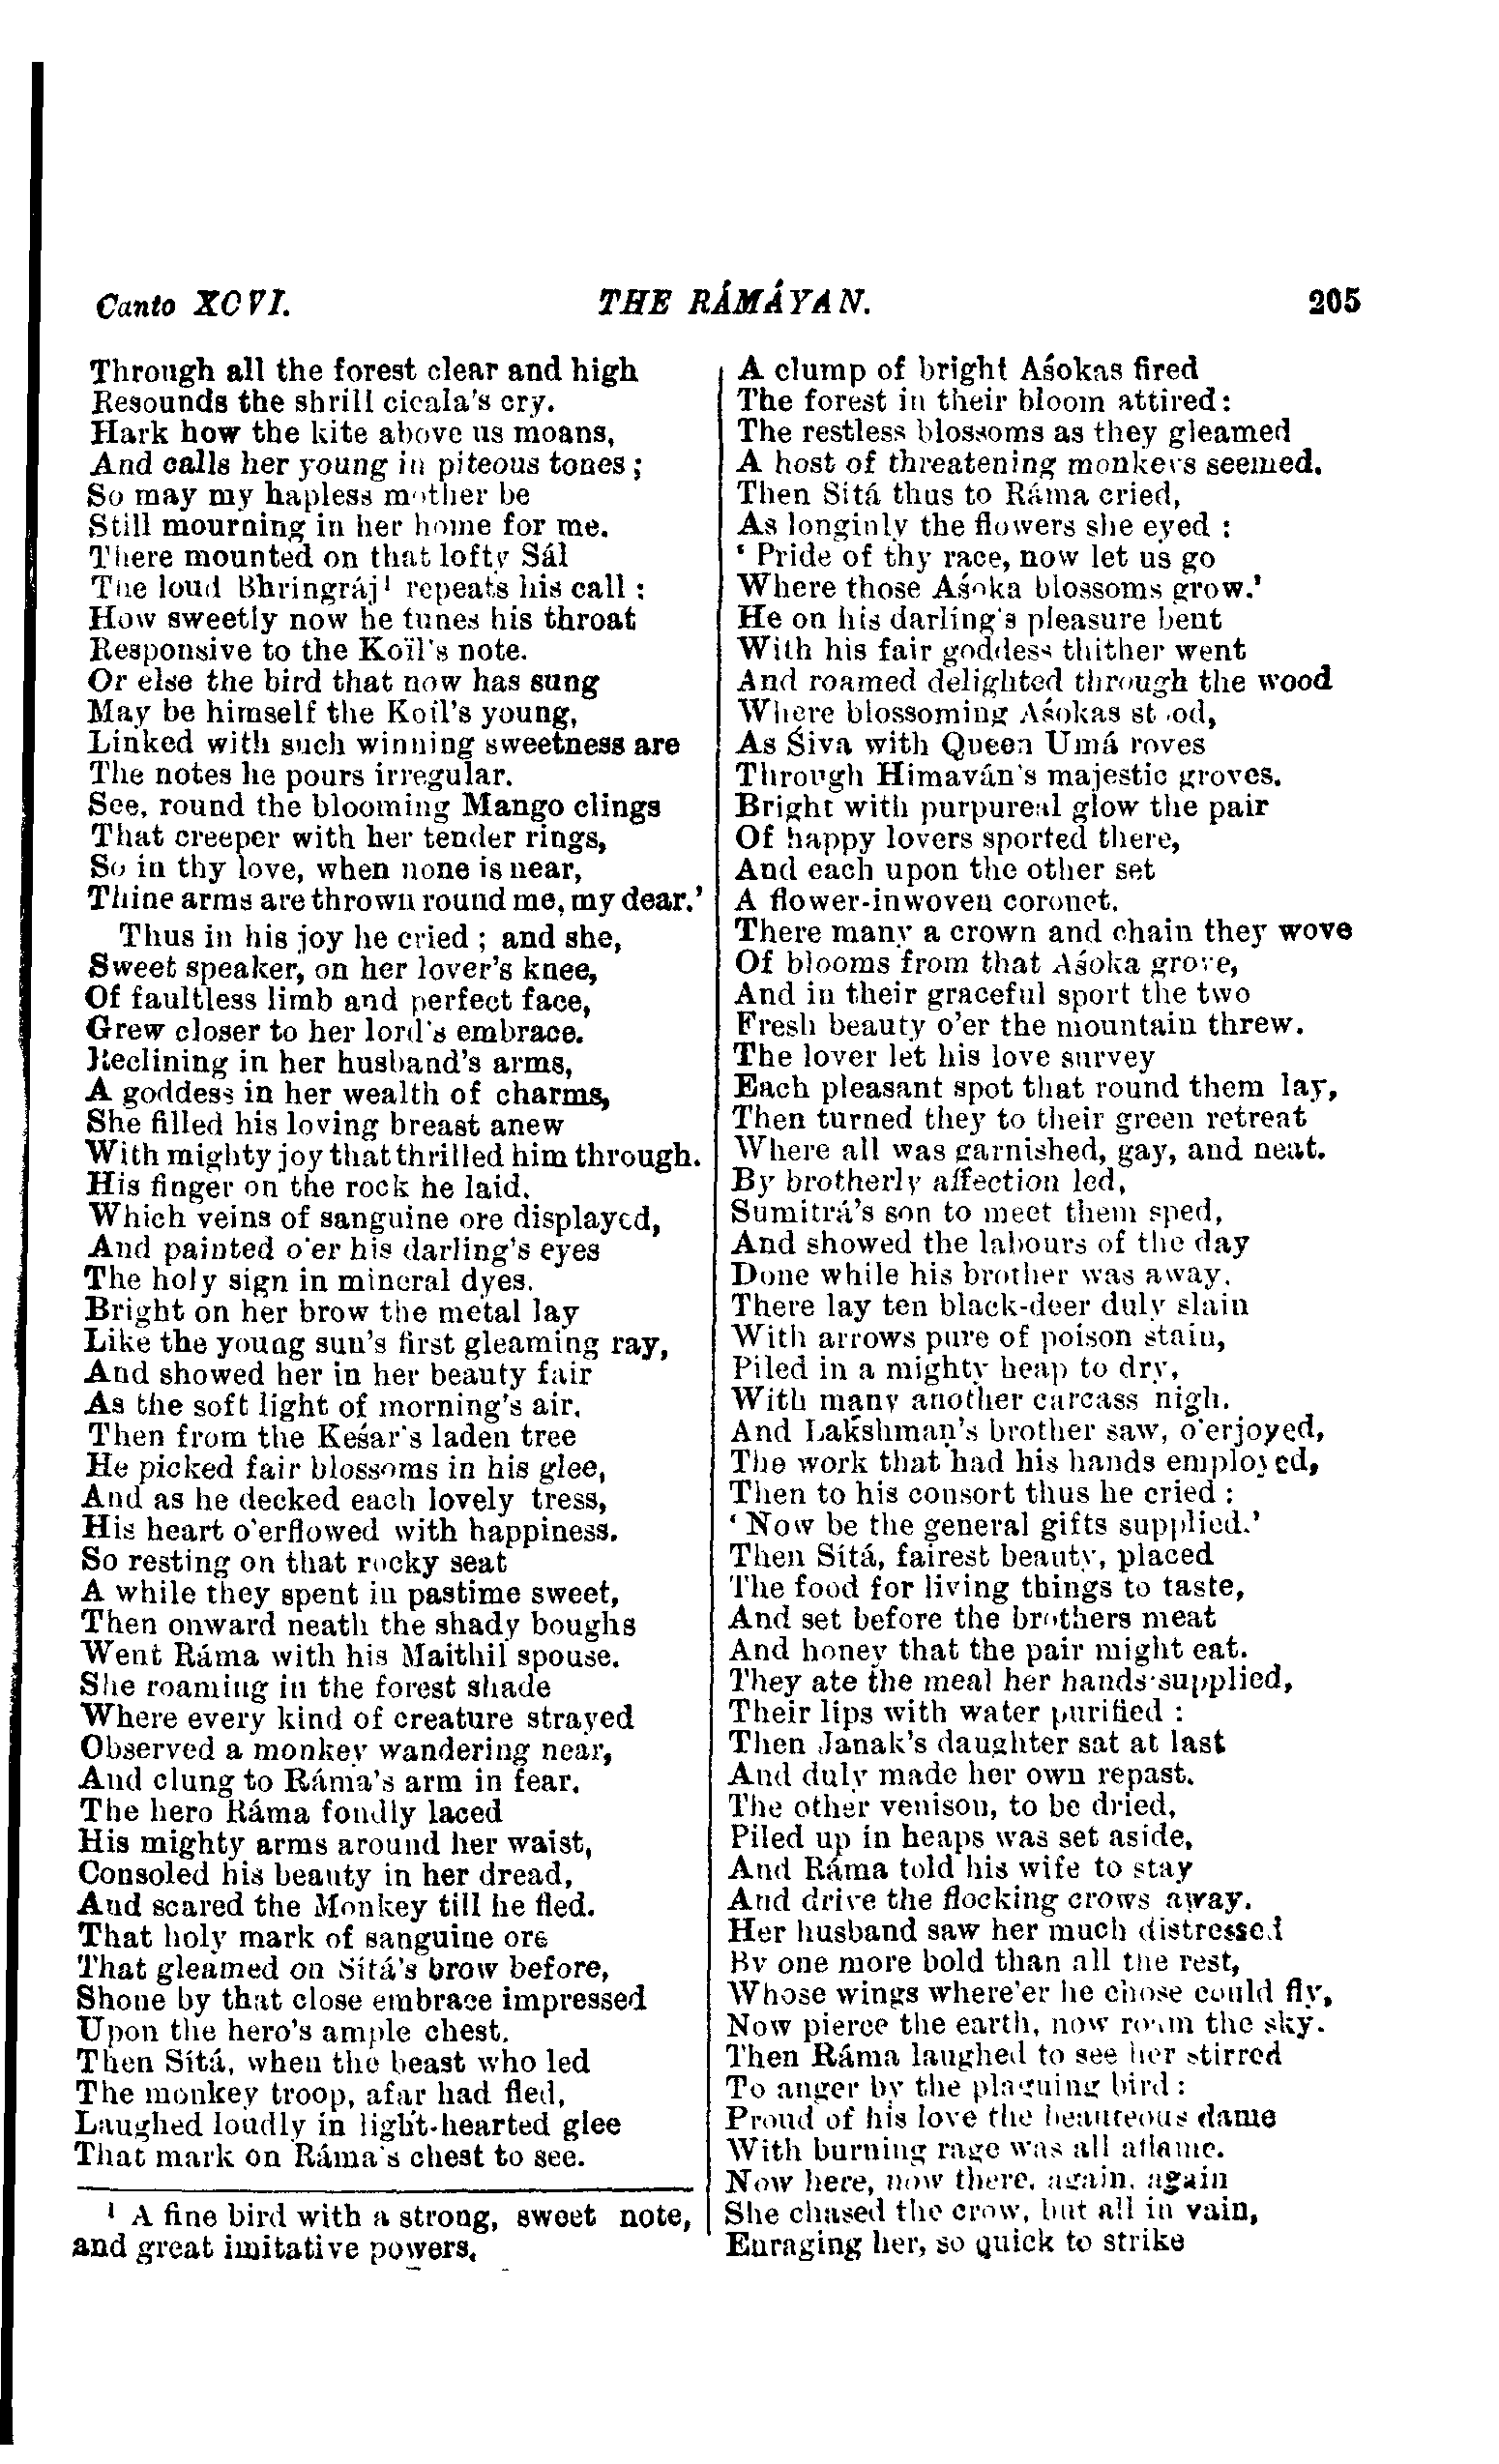 Canto XCVI. THE RÁMÁYAN. 205
Through all the forest clear and high
Resounds the shrill cicala's cry.
Hark how the kite above us moans,
And calls her young in piteous tones;
So may my hapless mother be
Still mourning in her home for me.
There mounted on that lofty Sál
The loud Bhringráj¹ repeats his call:
How sweetly now he tunes his throat
Responsive to the Koïl's note.
Or else the bird that now has sung
May be himself the Koïl's young,
Linked with such winning sweetness are
The notes he pours irregular.
See, round the blooming Mango clings
That creeper with her tender rings,
So in thy love, when none is near,
Thine arms are thrown round me, my dear.'
Thus in his joy he cried; and she,
Sweet speaker, on her lover's knee,
Of faultless limb and perfect face,
Grew closer to her lord's embrace.
Reclining in her husband's arms,
A goddess in her wealth of charms,
She filled his loving breast anew
With mighty joy that thrilled him through.
His finger on the rock he laid,
Which veins of sanguine ore displayed,
And painted o'er his darling's eyes
The holy sign in mineral dyes.
Bright on her brow the metal lay
Like the young sun's first gleaming ray,
And showed her in her beauty fair
As the soft light of morning's air.
Then from the Keśar's laden tree
He picked fair blossoms in his glee,
And as he decked each lovely tress,
His heart o'erflowed with happiness.
So resting on that rocky seat
A while they spent in pastime sweet,
Then onward neath the shady boughs
Went Ráma with his Maithil spouse.
She roaming in the forest shade
Where every kind of creature strayed
Observed a monkey wandering near,
And clung to Ráma's arm in fear.
The hero Ráma fondly laced
His mighty arms around her waist,
Consoled his beauty in her dread,
And scared the Monkey till he fled.
That holy mark of sanguine ore
That gleamed on Sítá's brow before,
Shone by that close embrace impressed
Upon the hero's ample chest.
Then Sítá, when the beast who led
The monkey troop, afar had fled,
Laughed loudly in light-hearted glee
That mark on Ráma's chest to see.
¹ A fine bird with a strong, sweet note,
and great imitative powers.
A clump of bright Aśokas fired
The forest in their bloom attired:
The restless blossoms as they gleamed
A host of threatening monkeys seemed.
Then Sítá thus to Ráma cried,
As longinly the flowers she eyed:
'Pride of thy race, now let us go
Where those Aśoka blossoms grow.'
He on his darling's pleasure bent
With his fair goddess thither went
And roamed delighted through the wood
Where blossoming Aśokas stood,
As Śiva with Queen Umá roves
Through Himaván's majestic groves.
Bright with purpureal glow the pair
Of happy lovers sported there,
And each upon the other set
A flower-inwoven coronet.
There many a crown and chain they wove
Of blooms from that Aśoka grove,
And in their graceful sport the two
Fresh beauty o'er the mountain threw.
The lover let his love survey
Each pleasant spot that round them lay,
Then turned they to their green retreat
Where all was garnished, gay, and neat.
By brotherly affection led,
Sumitrá's son to meet them sped,
And showed the labours of the day
Done while his brother was away.
There lay ten black-deer duly slain
With arrows pure of poison stain,
Piled in a mighty heap to dry,
With many another carcass nigh.
And Lakshmaṇ's brother saw, o'erjoyed,
The work that had his hands employed,
Then to his consort thus he cried:
'Now be the general gifts supplied.'
Then Sítá, fairest beauty, placed
The food for living things to taste,
And set before the brothers meat
And honey that the pair might eat.
They ate the meal her hands supplied,
Their lips with water purified:
Then Janak's daughter sat at last
And duly made her own repast.
The other venison, to be dried,
Piled up in heaps was set aside,
And Ráma told his wife to stay
And drive the flocking crows away.
Her husband saw her much distressed
By one more bold than all the rest,
Whose wings where'er he chose could fly,
Now pierce the earth, now roam the sky.
Then Ráma laughed to see her stirred
To anger by the plaguing bird:
Proud of his love the beauteous dame
With burning rage was all aflame.
Now here, now there, again, again
She chased the crow, but all in vain,
Enraging her, so quick to strike